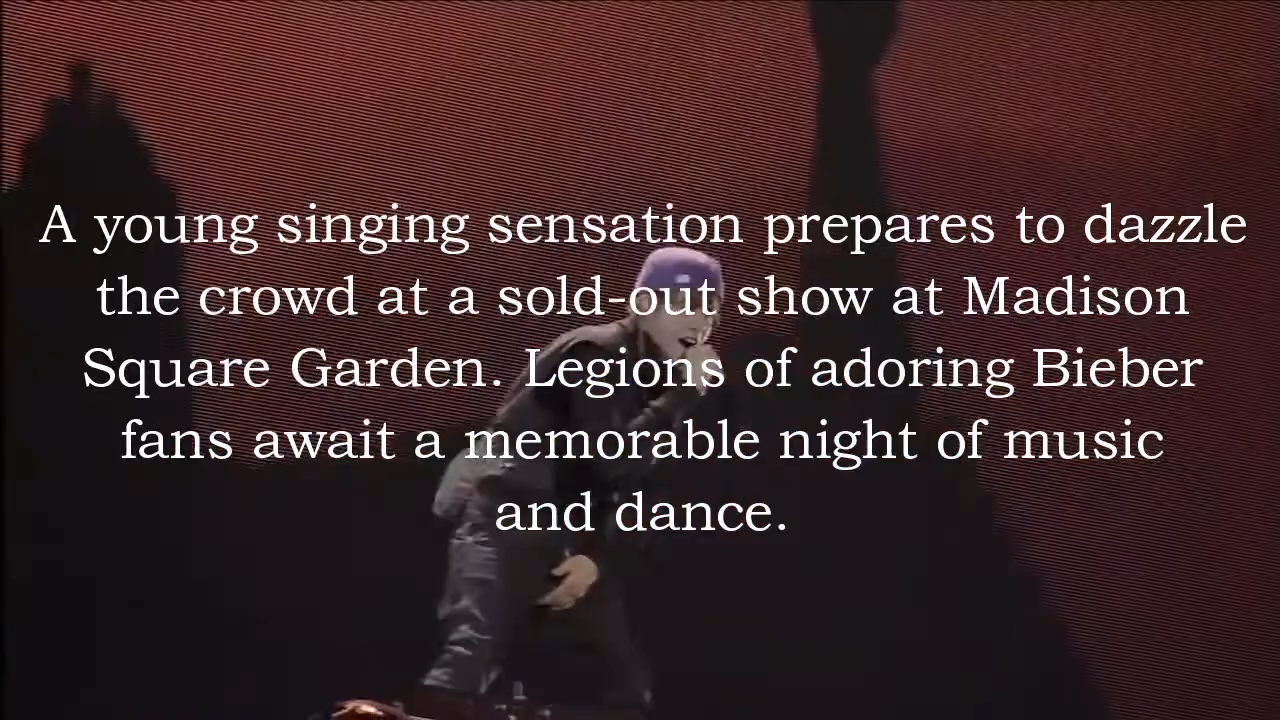 A young singing sensation prepares to dazzle
the crowd at a sold-out show at Madison
Square Garden. Legions of adoring Bieber
fans await a memorable night of music
and dance.